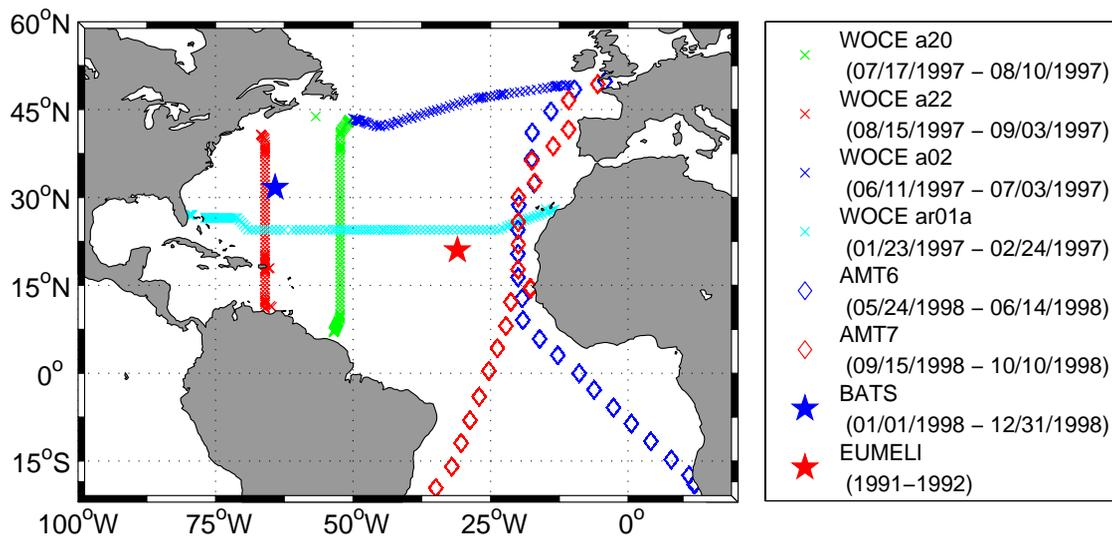 60°N
45°N
30°N
15°N
0°
15°S
100°W 75°W 50°W 25°W 0°
WOCE a20
(07/17/1997 − 08/10/1997)
WOCE a22
(08/15/1997 − 09/03/1997)
WOCE a02
(06/11/1997 − 07/03/1997)
WOCE ar01a
(01/23/1997 − 02/24/1997)
AMT6
(05/24/1998 − 06/14/1998)
AMT7
(09/15/1998 − 10/10/1998)
BATS
(01/01/1998 − 12/31/1998)
EUMELI
(1991−1992)